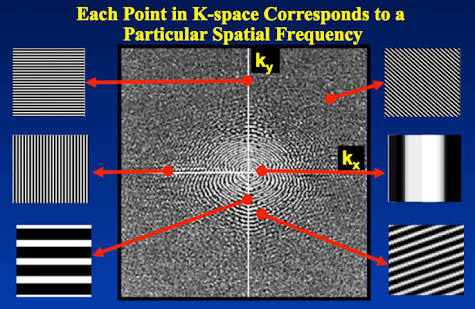 Each Point in K-space Corresponds to a
Particular Spatial Frequency
ky
kx